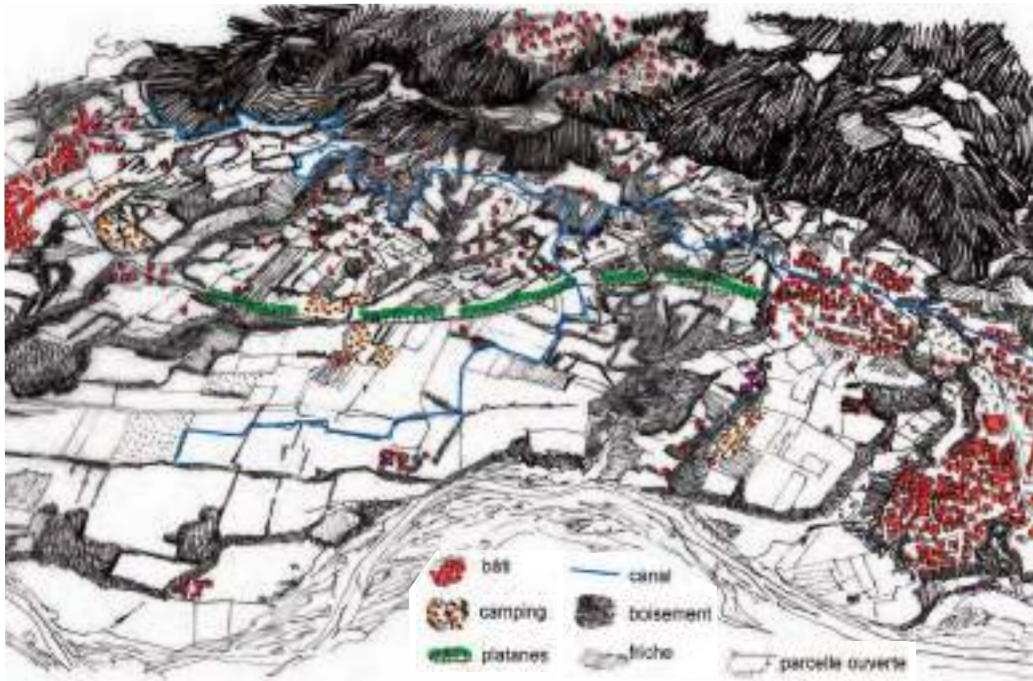 bâti
canal
camping
boisement
platanes
friche
parcelle ouverte